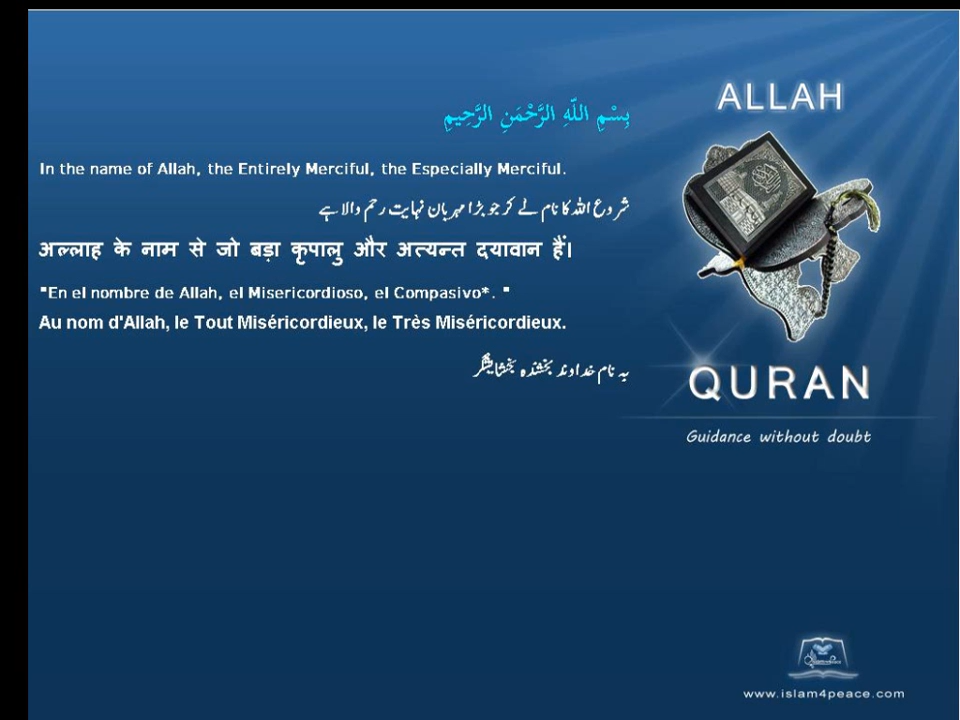 بِسْمِ اللَّهِ الرَّحْمَنِ الرَّحِيمِ
In the name of Allah, the Entirely Merciful, the Especially Merciful.
شروع الله کا نام لے کر جو بڑا مہربان نہایت رحم والا ہے
अल्लाह के नाम से जो बड़ा कृपालु और अत्यन्त दयावान हैं।
"En el nombre de Allah, el Misericordioso, el Compasivo*. "
Au nom d'Allah, le Tout Miséricordieux, le Très Miséricordieux.
به نام خداوند بخشنده بخشایشگر
ALLAH
QURAN
Guidance without doubt
www.islam4peace.com